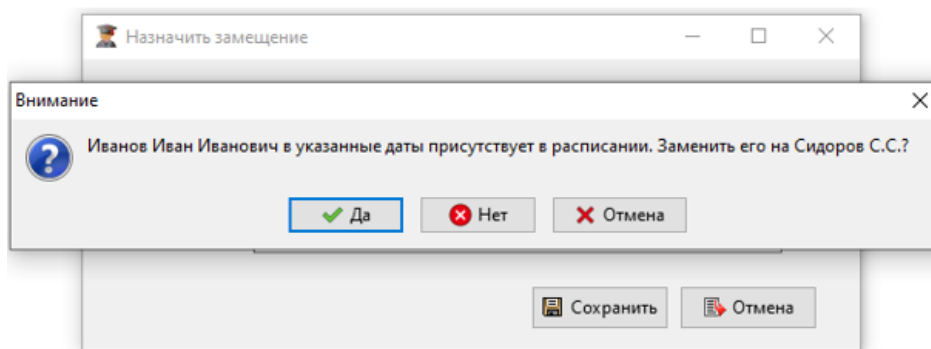 Назначить замещение
Внимание
Иванов Иван Иванович в указанные даты присутствует в расписании. Заменить его на Сидоров С.С.?
Да Нет Отмена
Сохранить Отмена